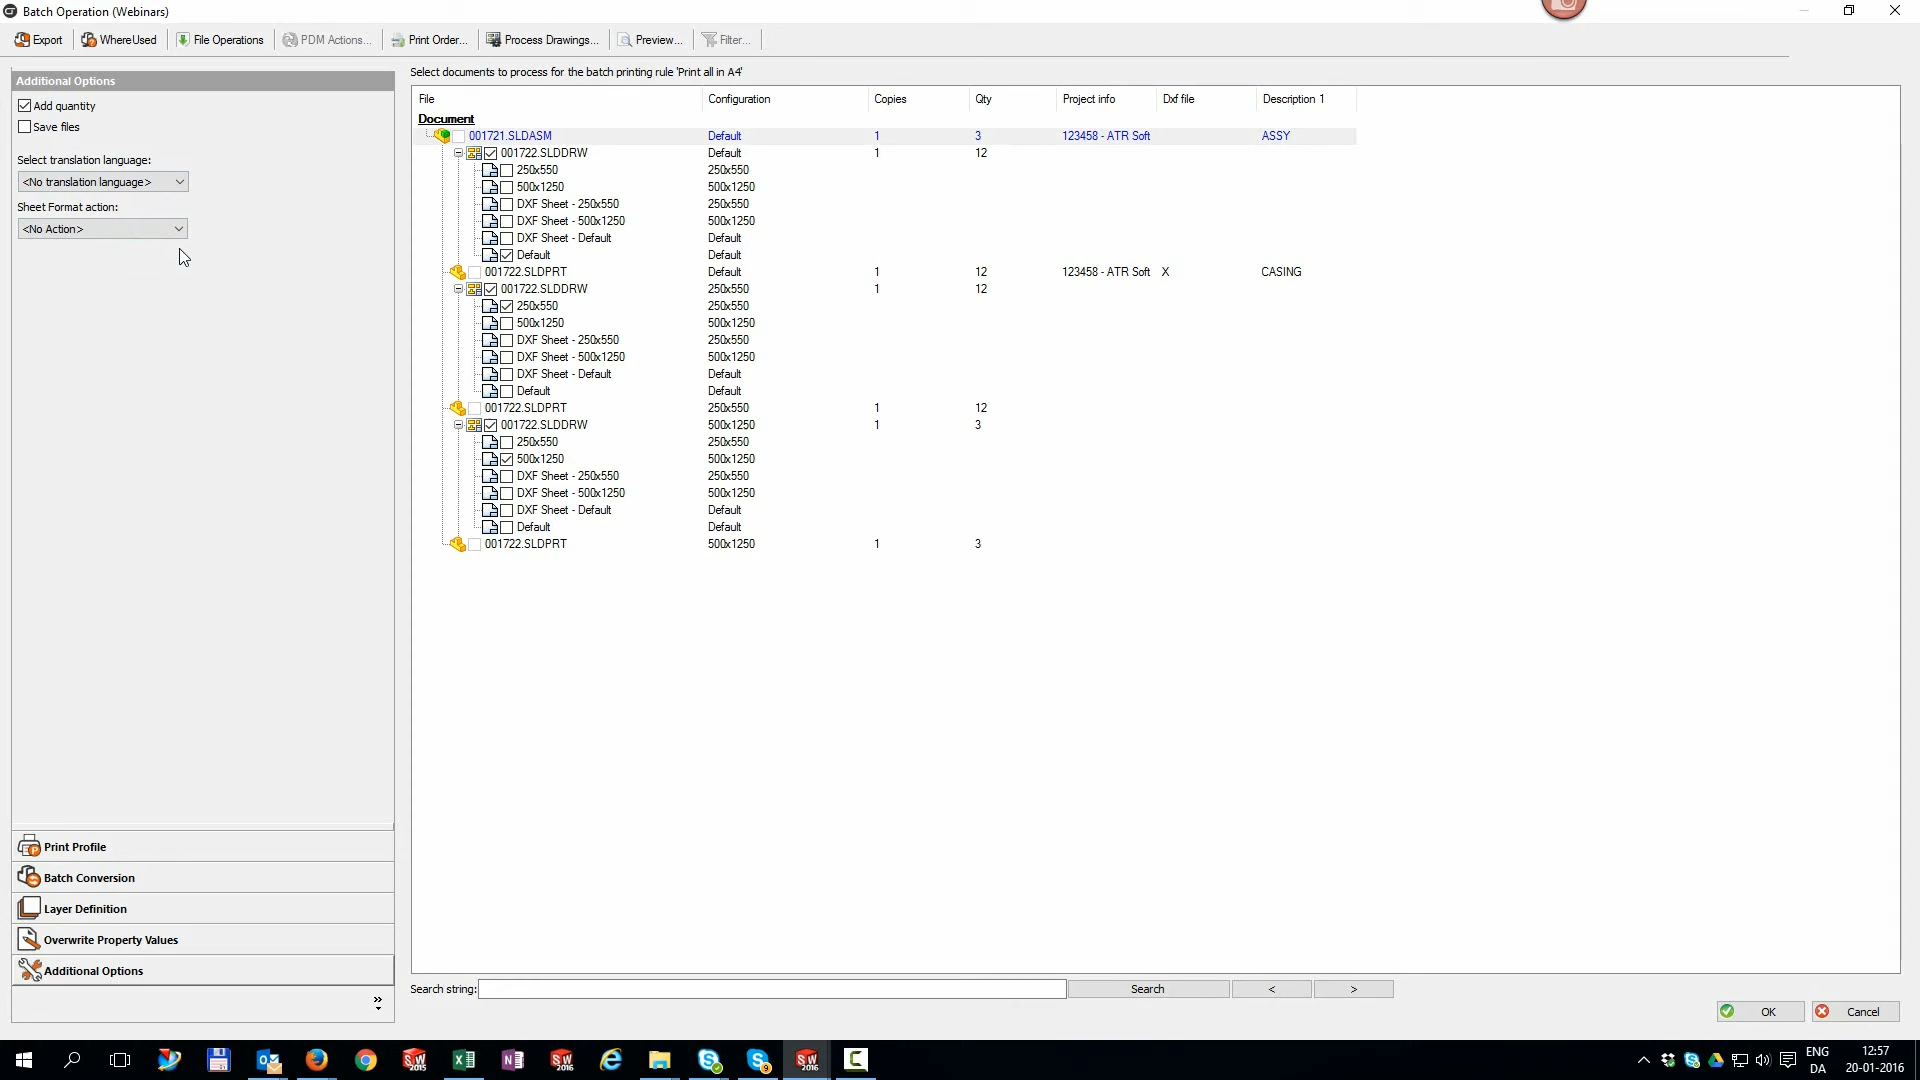 Batch Operation (Webinars)
Export WhereUsed File Operations PDM Actions... Print Order... Process Drawings... Preview... Filter...
Additional Options
Add quantity
Save files
Select translation language:
<No translation language>
Sheet Format action:
<No Action>
Print Profile
Batch Conversion
Layer Definition
Overwrite Property Values
Additional Options
»
Select documents to process for the batch printing rule 'Print all in A4'
File Configuration Copies Qty Project info Dxf file Description 1
Document
001721.SLDASM Default 1 3 123458 - ATR Soft ASSY
001722.SLDDRW Default 1 12
250x550 250x550
500x1250 500x1250
DXF Sheet - 250x550 250x550
DXF Sheet - 500x1250 500x1250
DXF Sheet - Default Default
Default Default
001722.SLDPRT Default 1 12 123458 - ATR Soft X CASING
001722.SLDDRW 250x550 1 12
250x550 250x550
500x1250 500x1250
DXF Sheet - 250x550 250x550
DXF Sheet - 500x1250 500x1250
DXF Sheet - Default Default
Default Default
001722.SLDPRT 250x550 1 12
001722.SLDDRW 500x1250 1 3
250x550 250x550
500x1250 500x1250
DXF Sheet - 250x550 250x550
DXF Sheet - 500x1250 500x1250
DXF Sheet - Default Default
Default Default
001722.SLDPRT 500x1250 1 3
Search string: Search < >
OK Cancel
ENG 12:57
DA 20-01-2016